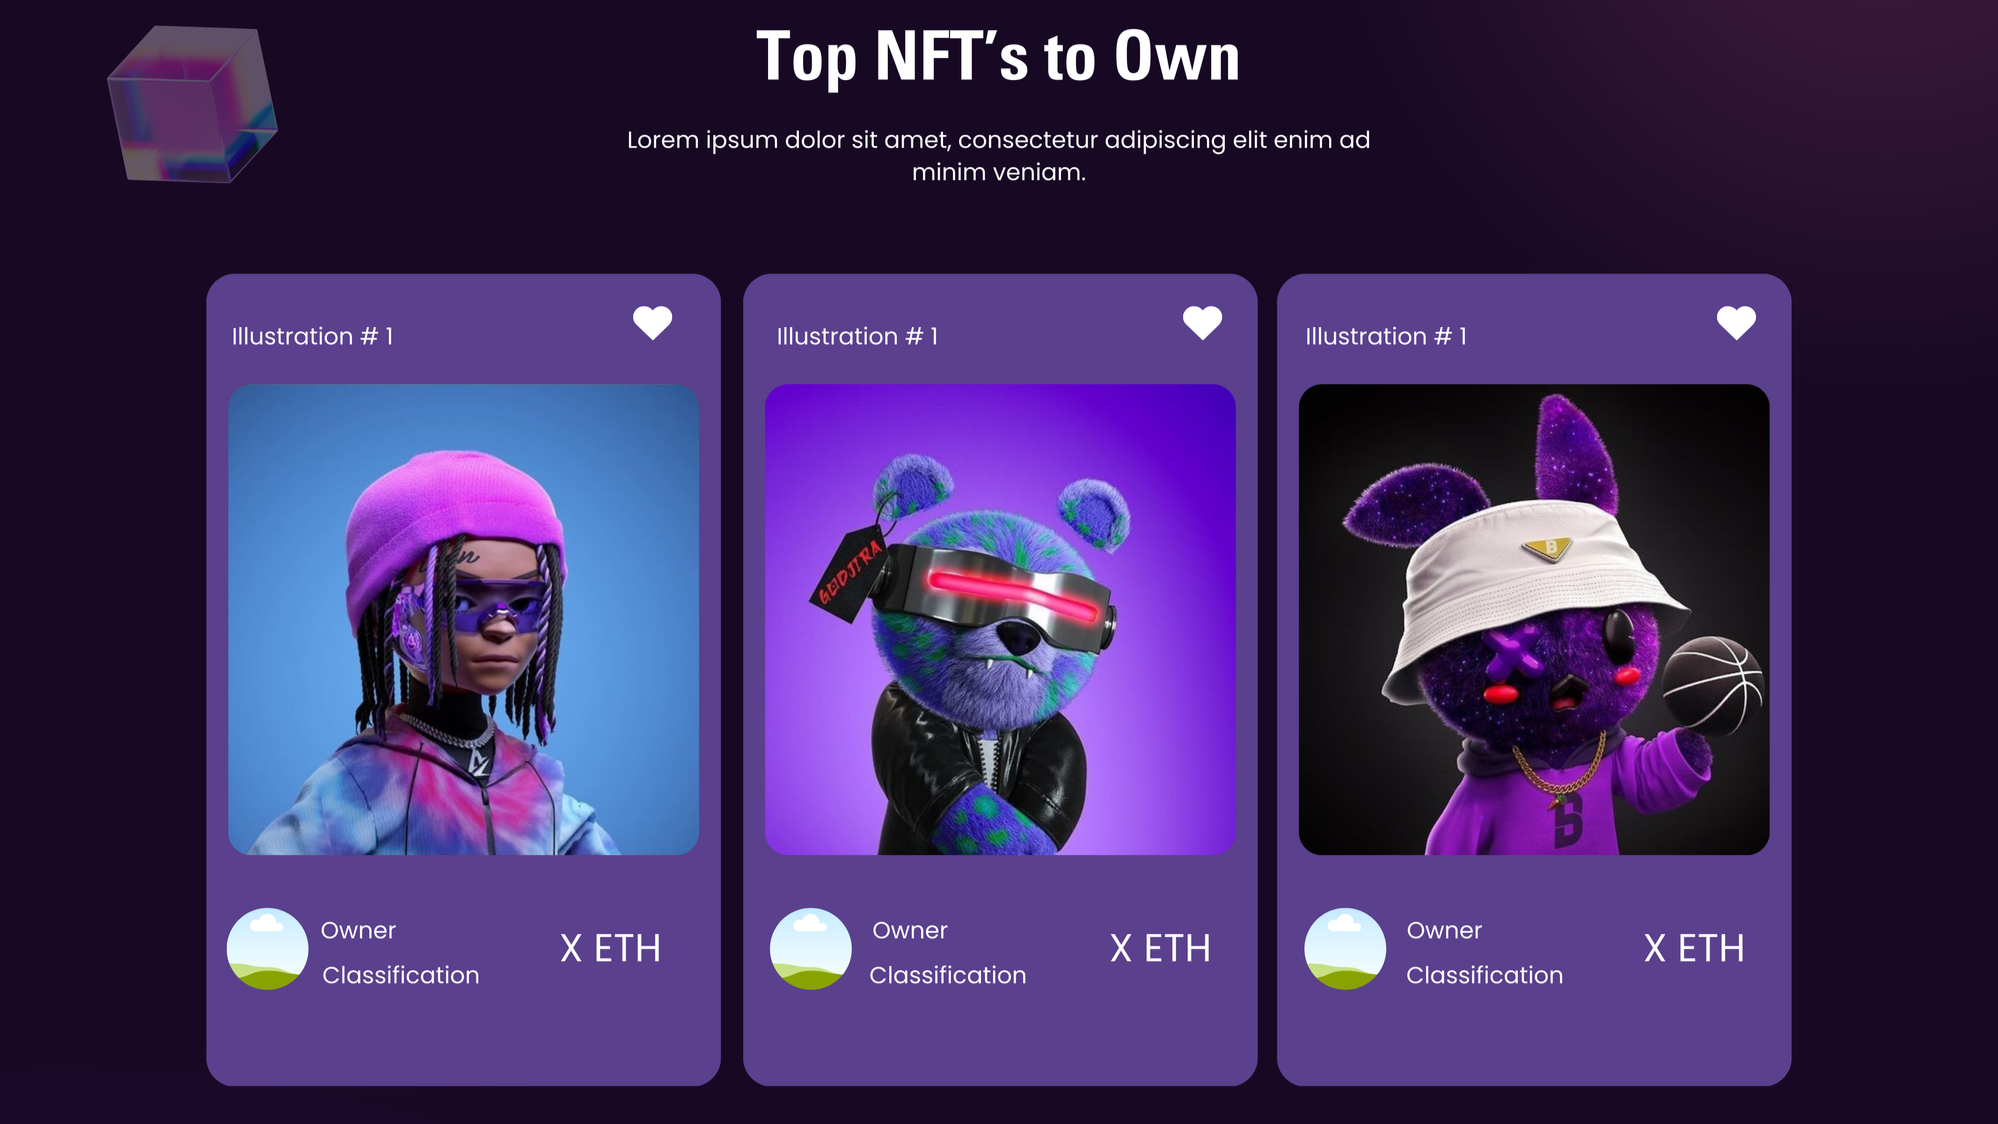 Top NFT’s to Own
Lorem ipsum dolor sit amet, consectetur adipiscing elit enim ad
minim veniam.
Illustration # 1
Illustration # 1
Illustration # 1
GODJIRA
B
B
Owner
Classification
X ETH
Owner
Classification
X ETH
Owner
Classification
X ETH